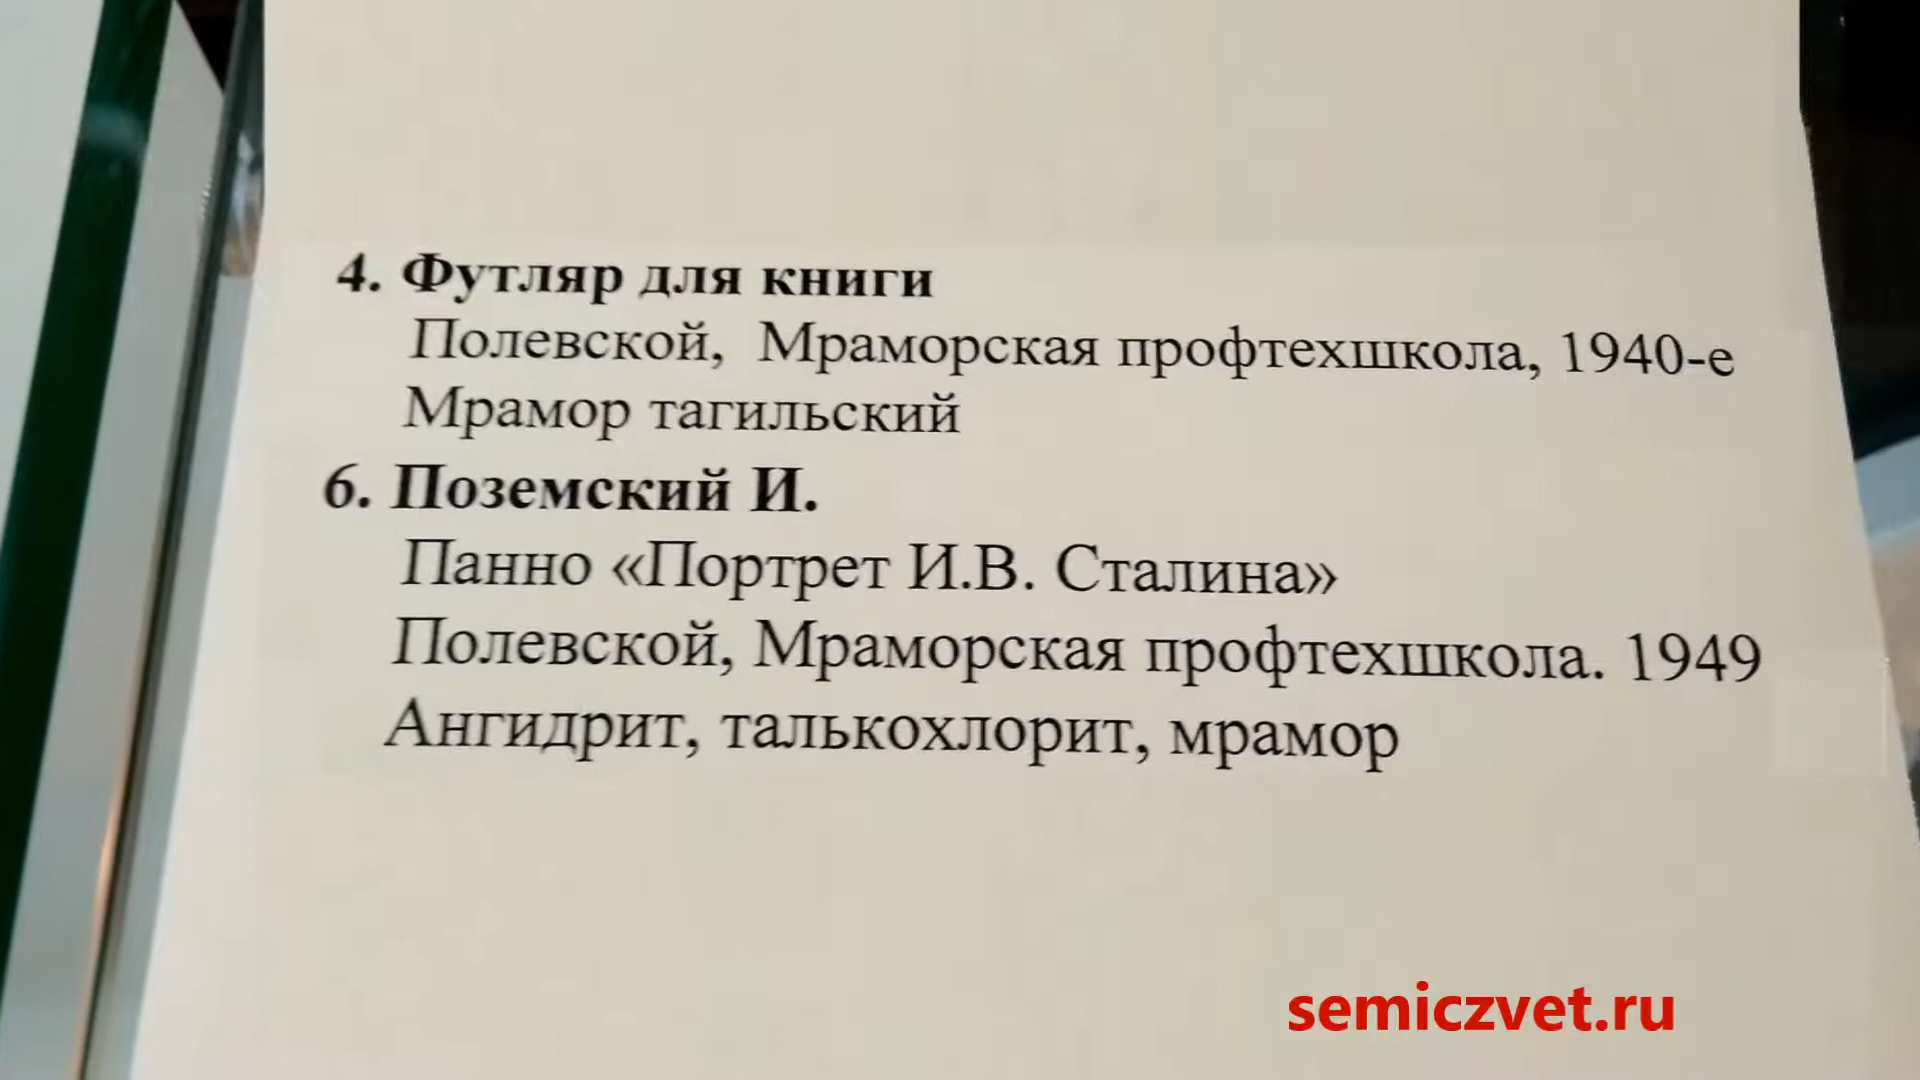 4. Футляр для книги
Полевской, Мраморская профтехшкола, 1940-е
Мрамор тагильский
6. Поземский И.
Панно «Портрет И.В. Сталина»
Полевской, Мраморская профтехшкола. 1949
Ангидрит, талькохлорит, мрамор
semiczvet.ru